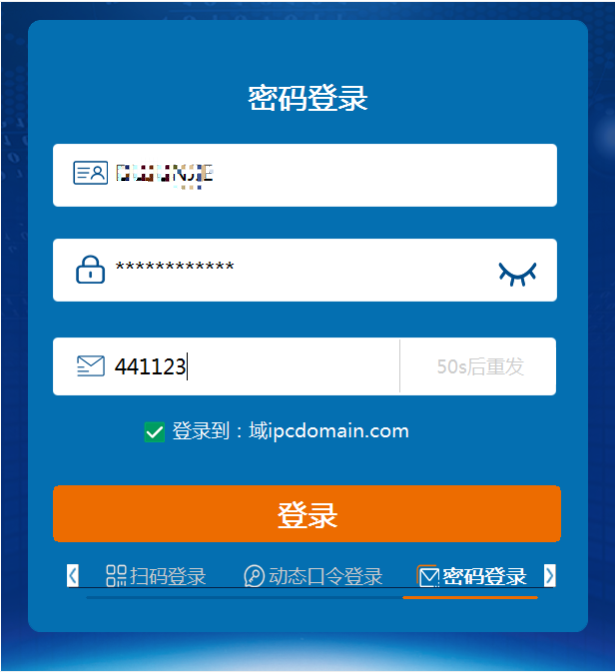 密码登录
************
441123
50s后重发
登录到：域ipcdomain.com
登录
扫码登录 动态口令登录 密码登录